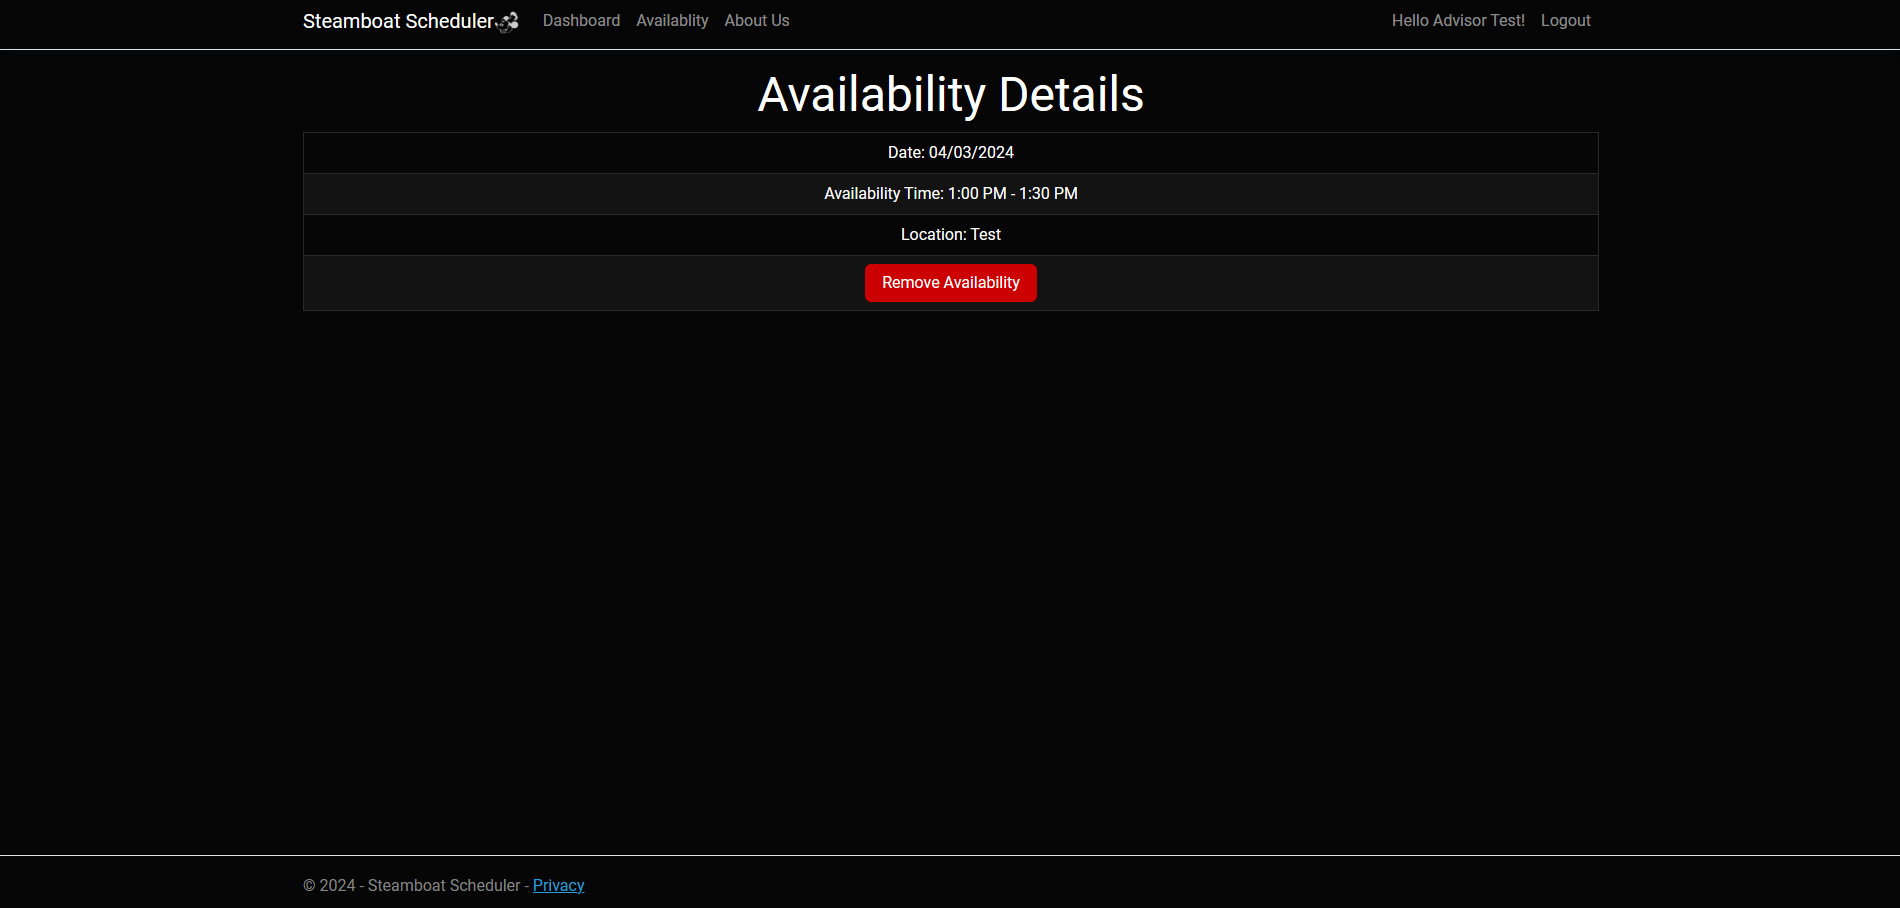 Steamboat Scheduler Dashboard Availablity About Us Hello Advisor Test! Logout
Availability Details
Date: 04/03/2024
Availability Time: 1:00 PM - 1:30 PM
Location: Test
Remove Availability
© 2024 - Steamboat Scheduler - Privacy